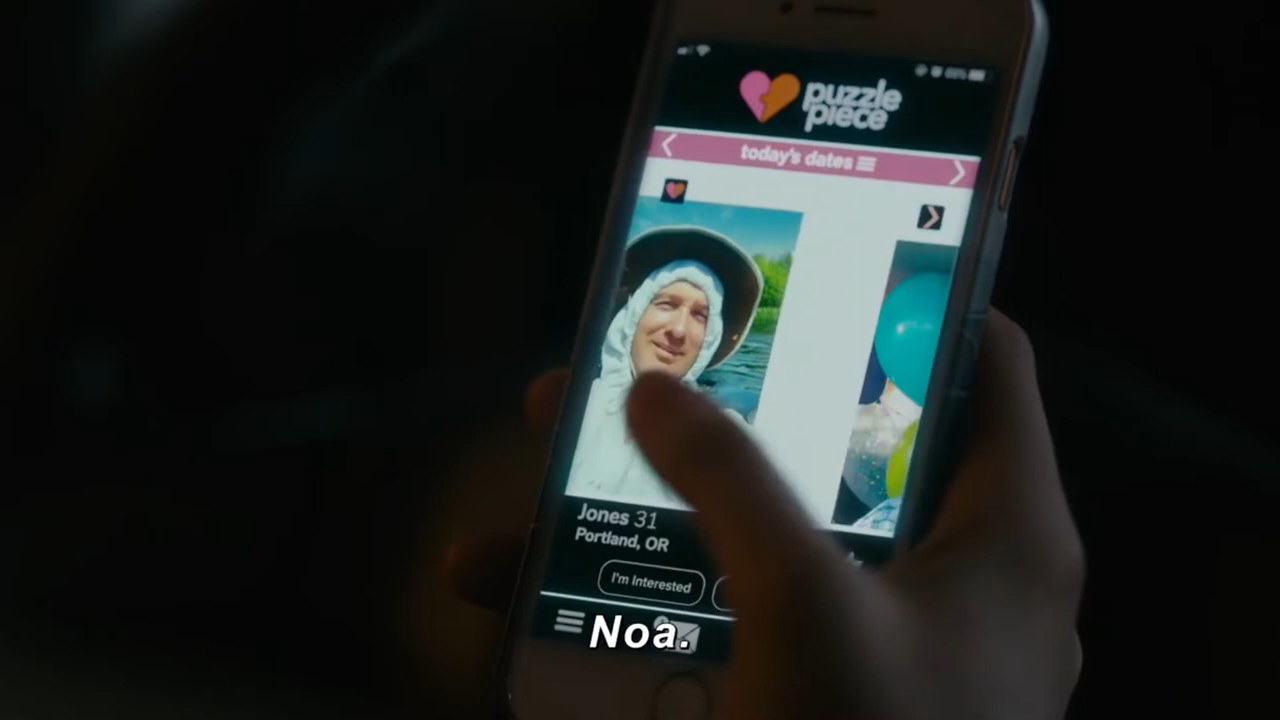 puzzle
piece
today's dates
Jones 31
Portland, OR
I'm Interested
Noa.